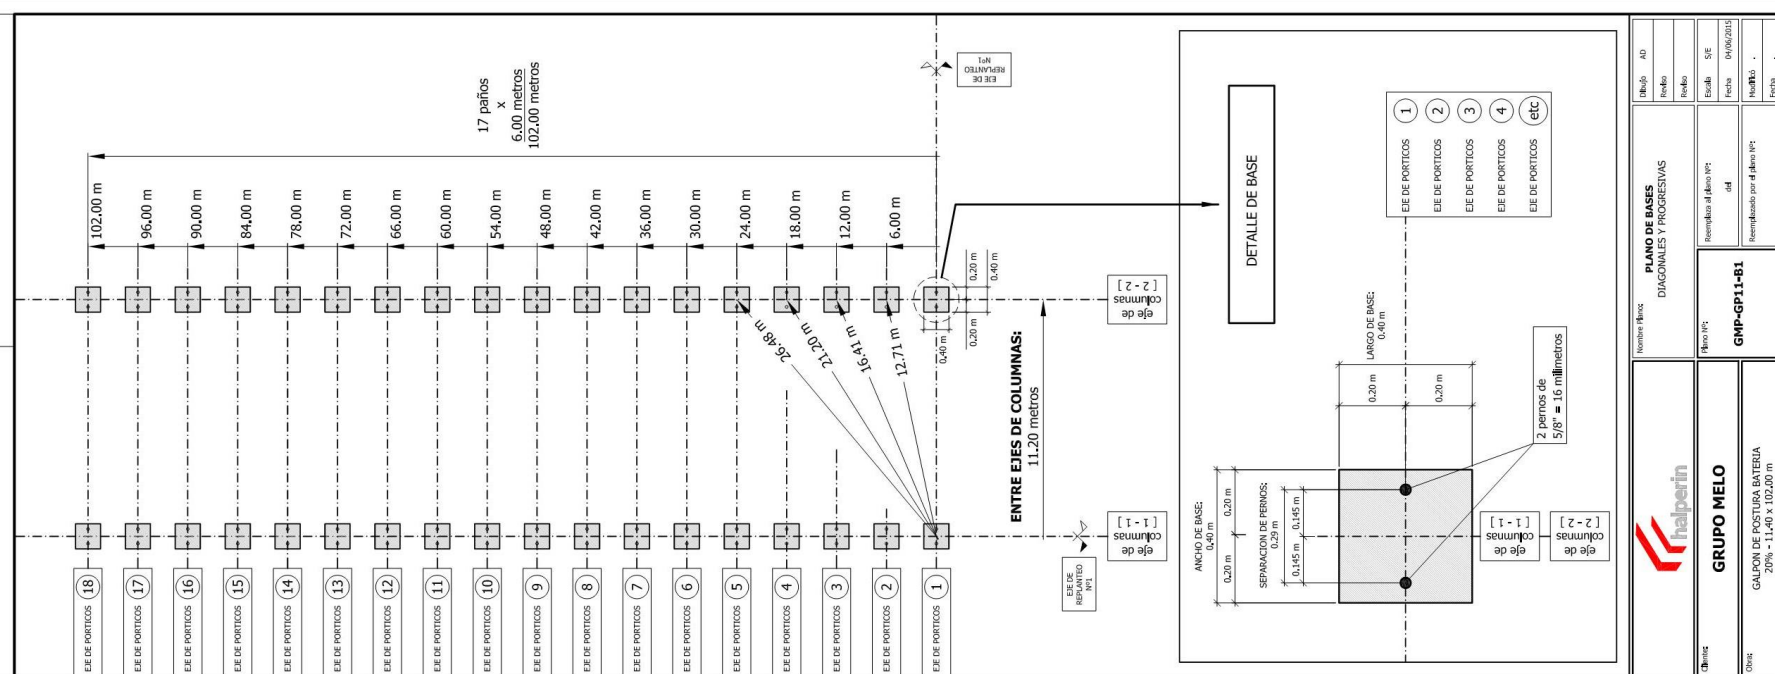 17 paños
x
6.00 metros
102.00 metros
102.00 m
96.00 m
90.00 m
84.00 m
78.00 m
72.00 m
66.00 m
60.00 m
54.00 m
48.00 m
42.00 m
36.00 m
30.00 m
24.00 m
18.00 m
12.00 m
6.00 m
EJE DE
REPLANTEO
Nº1
0.20 m
0.40 m
0.20 m
0.40 m
26.48 m
21.20 m
16.41 m
12.71 m
ENTRE EJES DE COLUMNAS:
11.20 metros
eje de
columnas
[ 2 - 2 ]
eje de
columnas
[ 1 - 1 ]
EJE DE
REPLANTEO
Nº1
EJE DE PORTICOS 18
EJE DE PORTICOS 17
EJE DE PORTICOS 16
EJE DE PORTICOS 15
EJE DE PORTICOS 14
EJE DE PORTICOS 13
EJE DE PORTICOS 12
EJE DE PORTICOS 11
EJE DE PORTICOS 10
EJE DE PORTICOS 9
EJE DE PORTICOS 8
EJE DE PORTICOS 7
EJE DE PORTICOS 6
EJE DE PORTICOS 5
EJE DE PORTICOS 4
EJE DE PORTICOS 3
EJE DE PORTICOS 2
EJE DE PORTICOS 1
DETALLE DE BASE
EJE DE PORTICOS 1
EJE DE PORTICOS 2
EJE DE PORTICOS 3
EJE DE PORTICOS 4
EJE DE PORTICOS etc
LARGO DE BASE:
0.40 m
0.20 m
0.20 m
2 pernos de
5/8" = 16 milimetros
ANCHO DE BASE:
0.40 m
0.20 m
0.20 m
SEPARACION DE PERNOS:
0.29 m
0.145 m
0.145 m
eje de
columnas
[ 1 - 1 ]
eje de
columnas
[ 2 - 2 ]
Dibujo AD
Reviso
Reviso
Escala S/E
Fecha 04/06/2015
Modificó .
Fecha .
Nombre Plano:
PLANO DE BASES
DIAGONALES Y PROGRESIVAS
Reemplaza al plano Nº:
del
Reemplazado por el plano Nº:
Plano Nº:
GMP-GP11-B1
halperin
Cliente:
GRUPO MELO
Obra:
GALPON DE POSTURA BATERIA
20% - 11,40 x 102.00 m